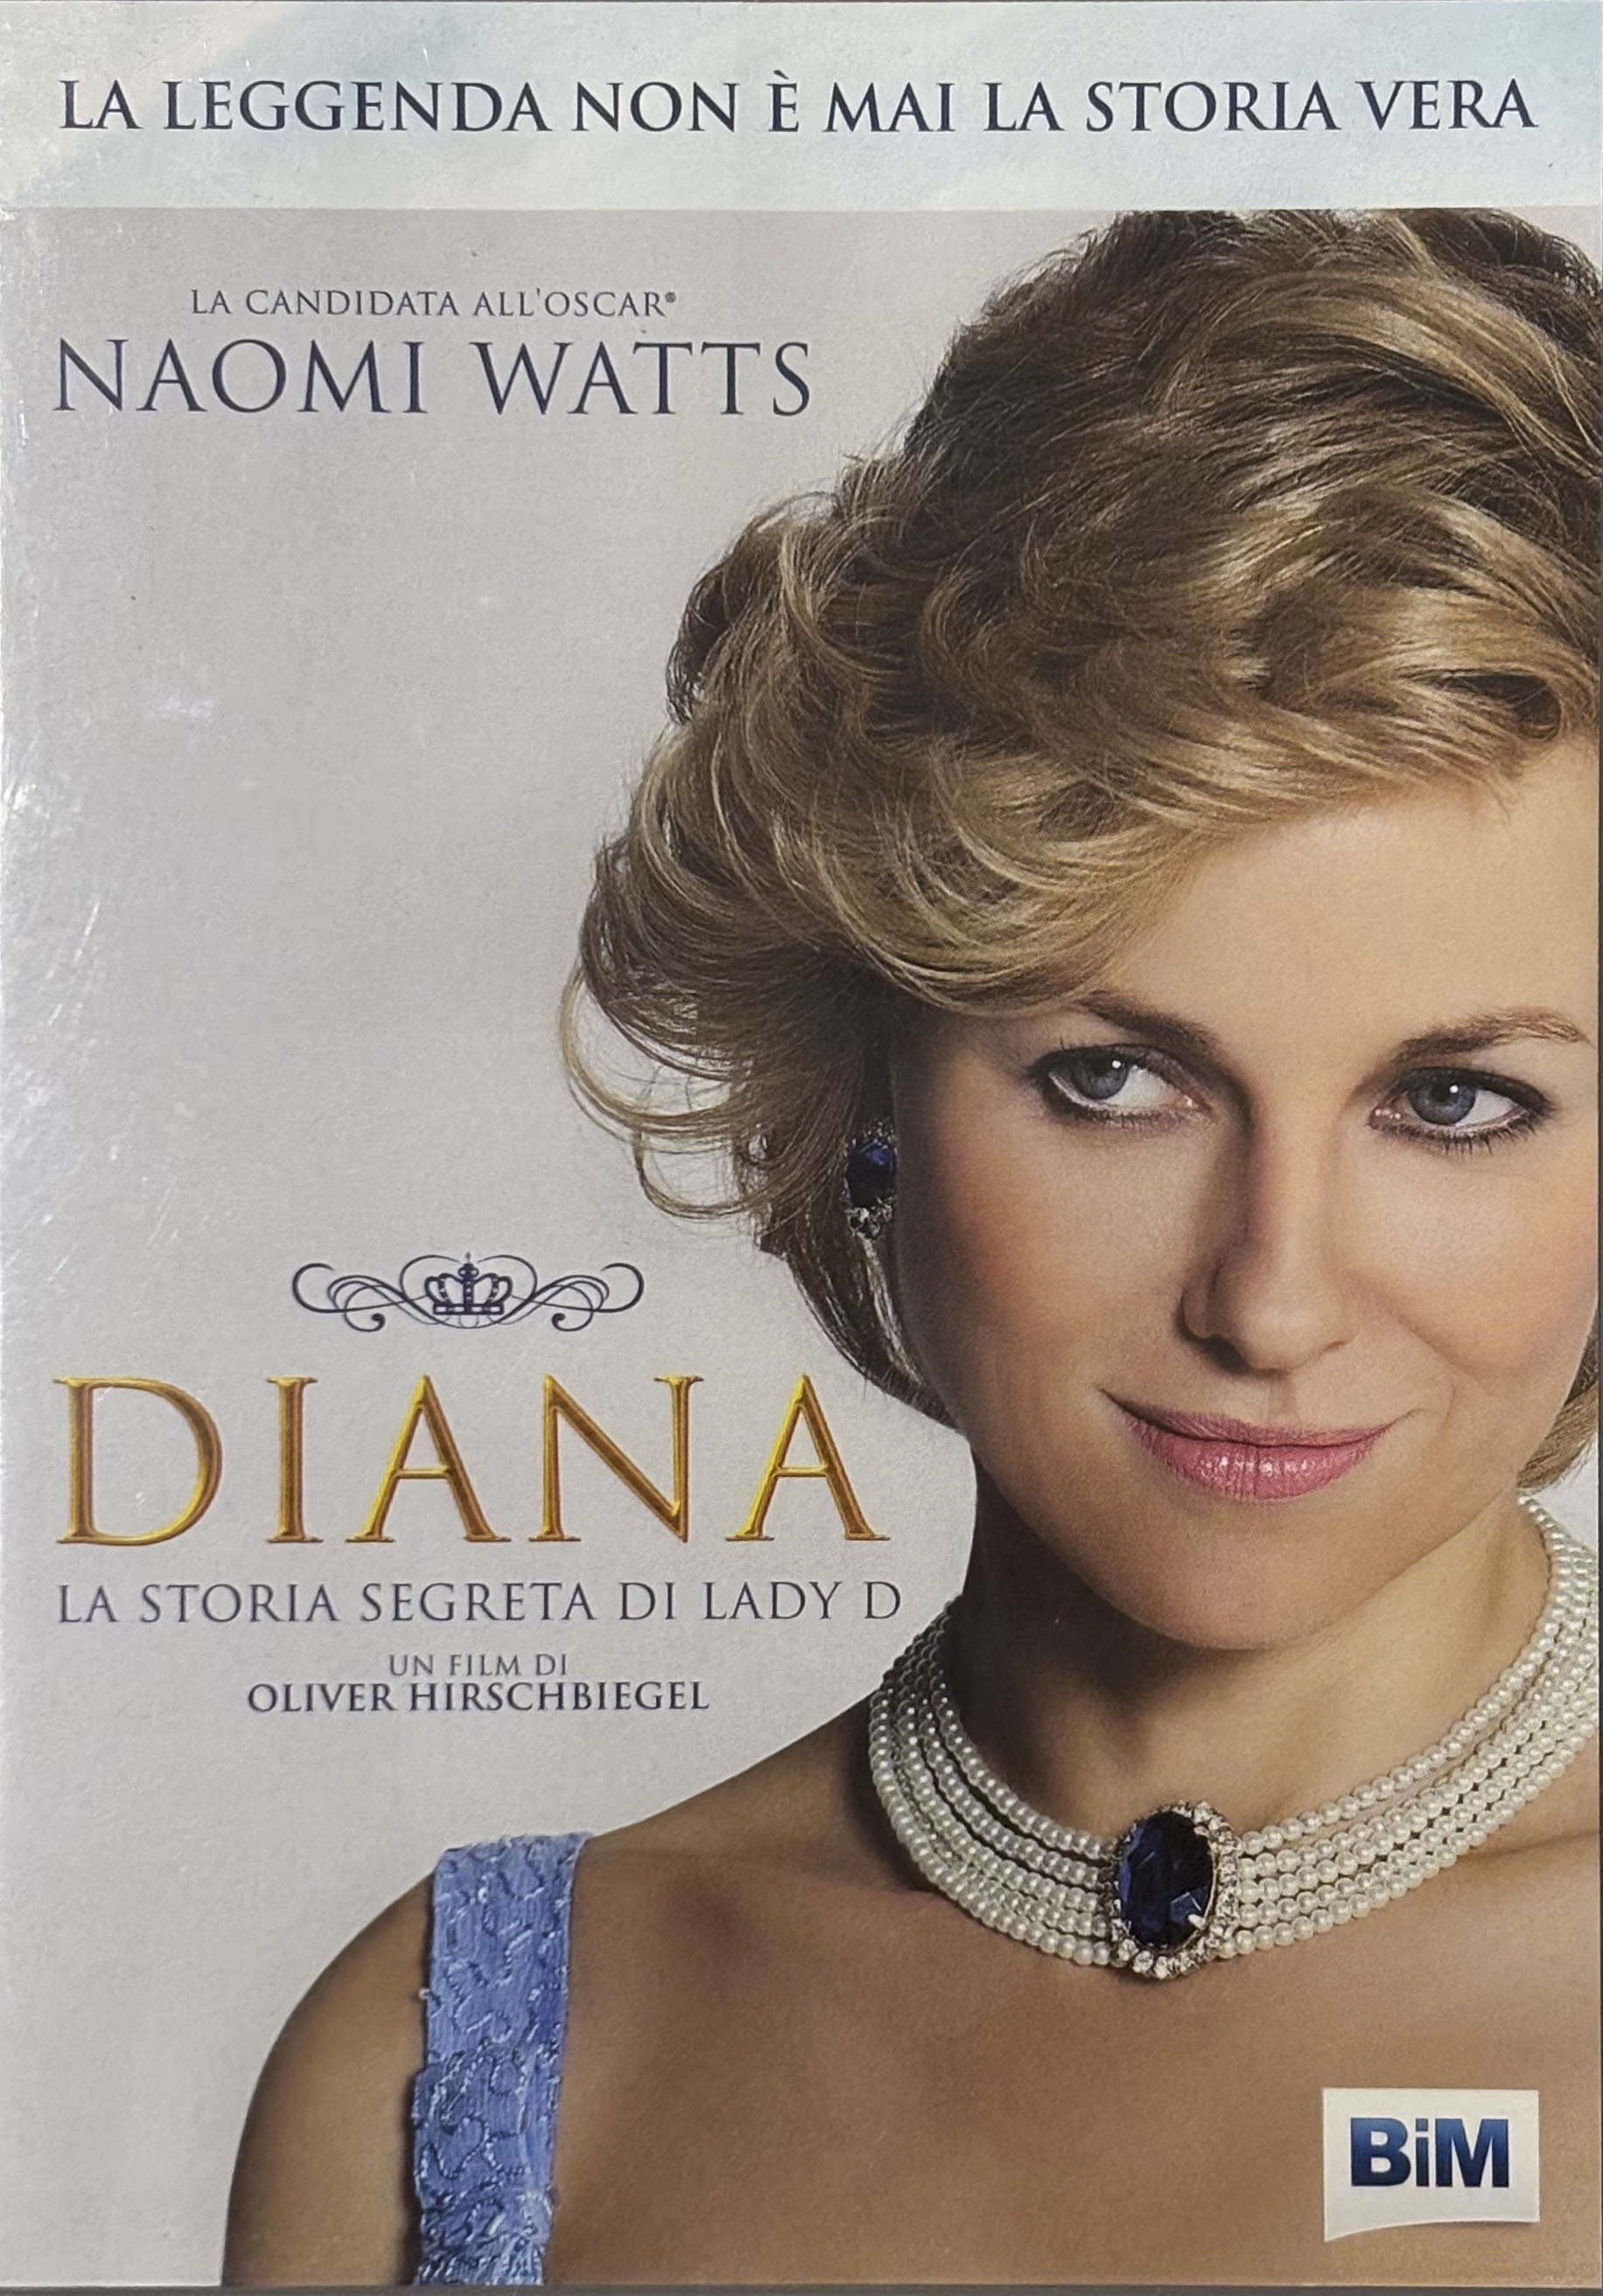 LA LEGGENDA NON È MAI LA STORIA VERA
LA CANDIDATA ALL'OSCAR®
NAOMI WATTS
DIANA
LA STORIA SEGRETA DI LADY D
UN FILM DI
OLIVER HIRSCHBIEGEL
BiM